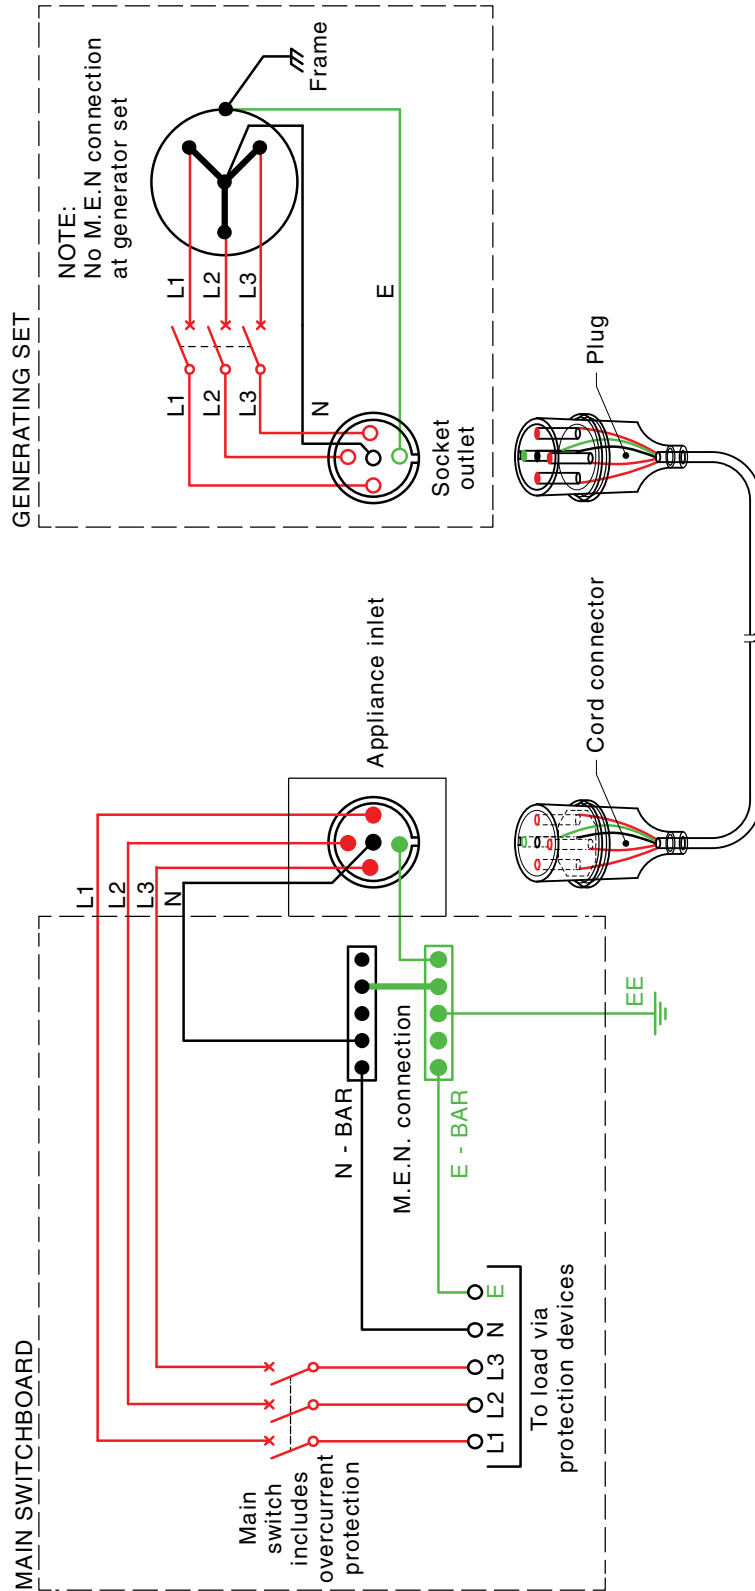 MAIN SWITCHBOARD
L1
L2
L3
N
Main
switch
includes
overcurrent
protection
N - BAR
M.E.N. connection
E - BAR
L1
L2
L3
N
E
To load via
protection devices
EE
Appliance inlet
Cord connector
GENERATING SET
NOTE:
No M.E.N connection
at generator set
L1
L1
L2
L2
L3
L3
N
E
Frame
Socket
outlet
Plug